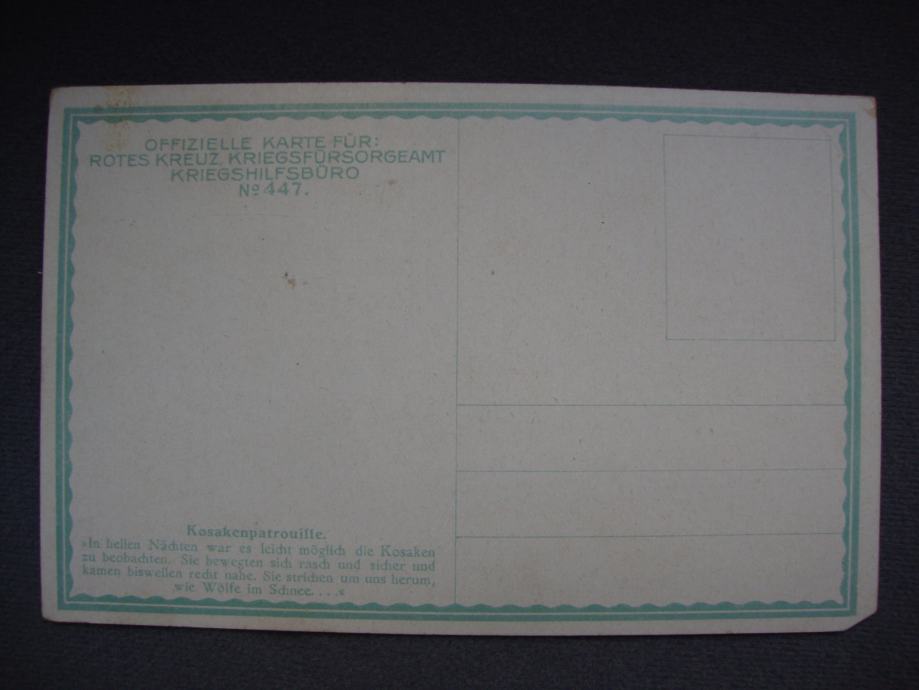 OFFIZIELLE KARTE FÜR:
ROTES KREUZ, KRIEGSFÜRSORGEAMT
KRIEGSHILFSBÜRO
Nº 447.
Kosakenpatrouille.
»In hellen Nächten war es leicht möglich die Kosaken
zu beobachten. Sie bewegten sich rasch und sicher und
kamen bisweilen recht nahe. Sie strichen um uns herum,
wie Wölfe im Schnee. . . .«